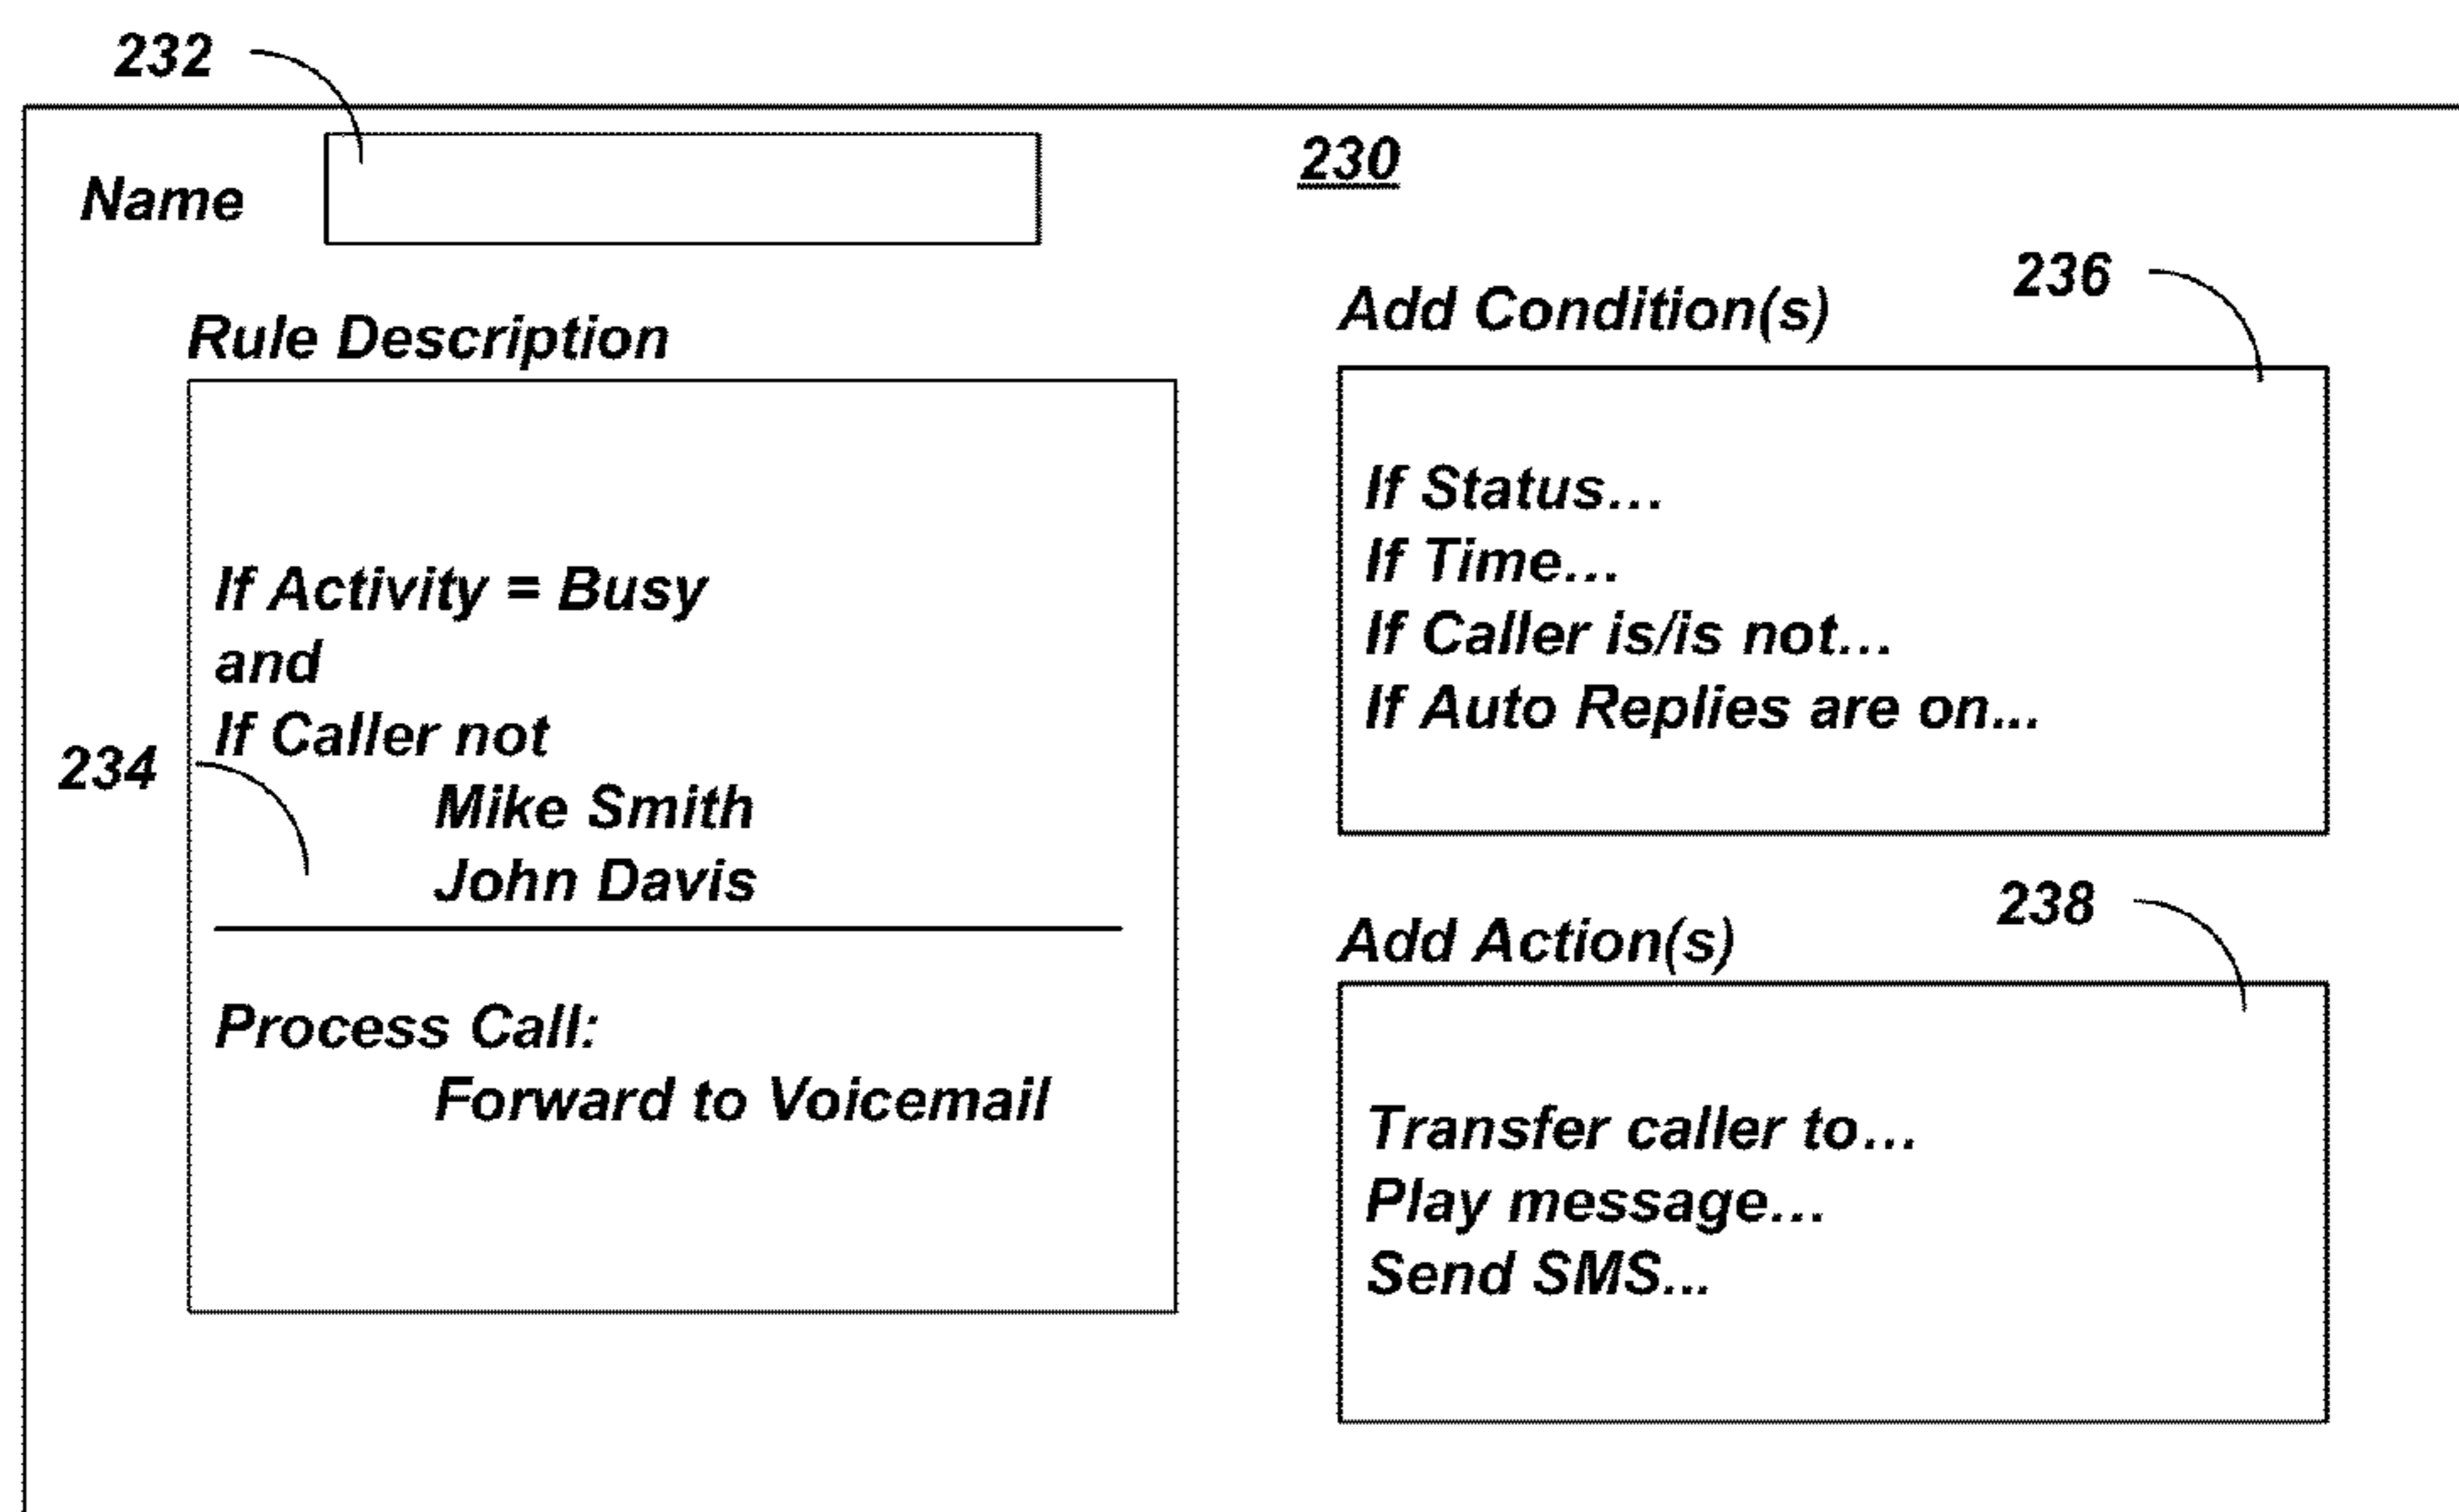 232
230
Name
Rule Description
If Activity = Busy
and
If Caller not
Mike Smith
John Davis
234
Process Call:
Forward to Voicemail
236
Add Condition(s)
If Status...
If Time...
If Caller is/is not...
If Auto Replies are on...
238
Add Action(s)
Transfer caller to...
Play message...
Send SMS...